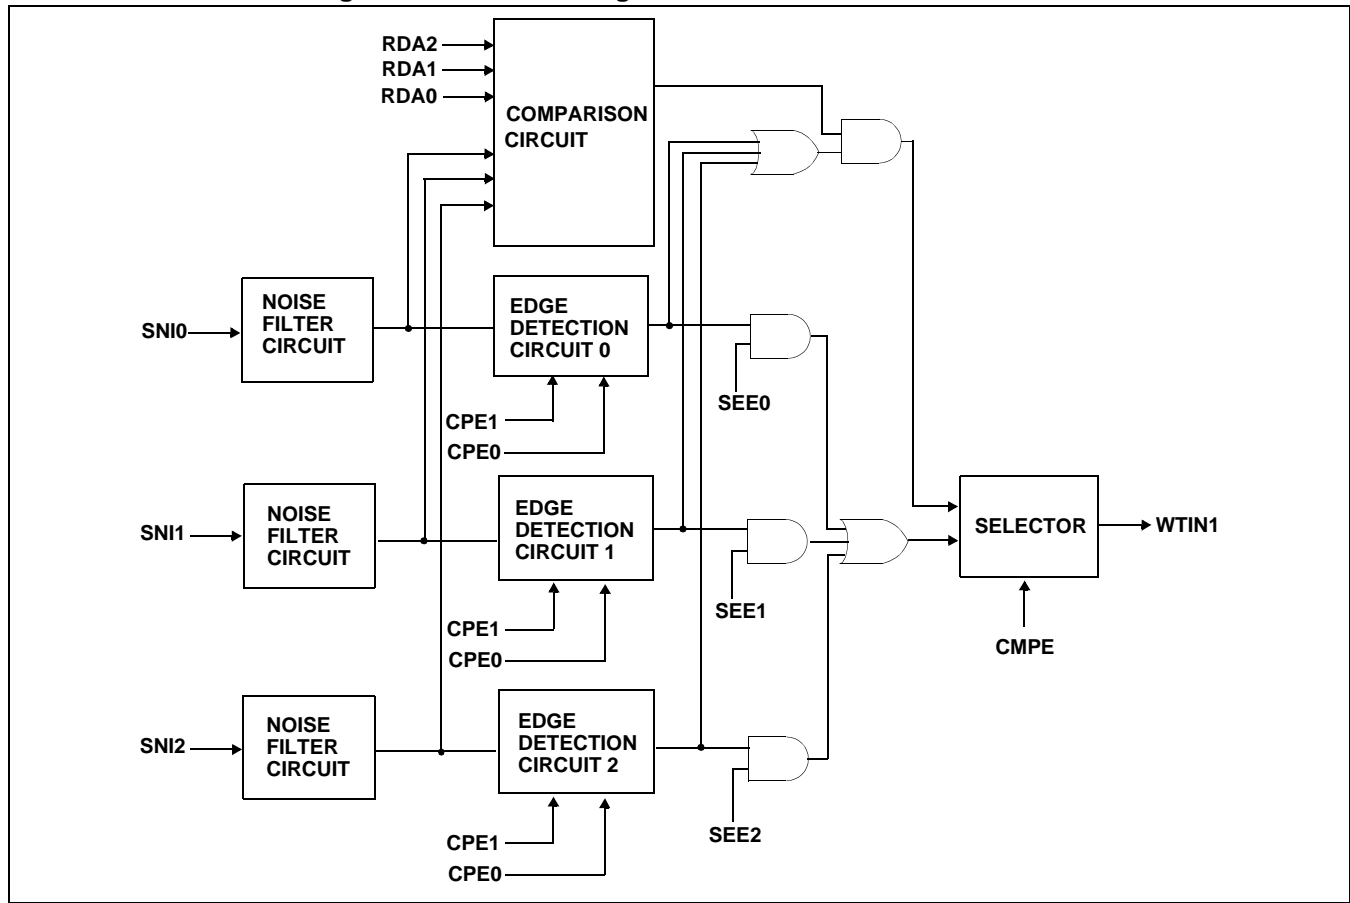 RDA2
RDA1
RDA0
COMPARISON
CIRCUIT
SNI0
NOISE
FILTER
CIRCUIT
EDGE
DETECTION
CIRCUIT 0
CPE1
CPE0
SEE0
SNI1
NOISE
FILTER
CIRCUIT
EDGE
DETECTION
CIRCUIT 1
CPE1
CPE0
SEE1
SELECTOR
WTIN1
CMPE
SNI2
NOISE
FILTER
CIRCUIT
EDGE
DETECTION
CIRCUIT 2
CPE1
CPE0
SEE2